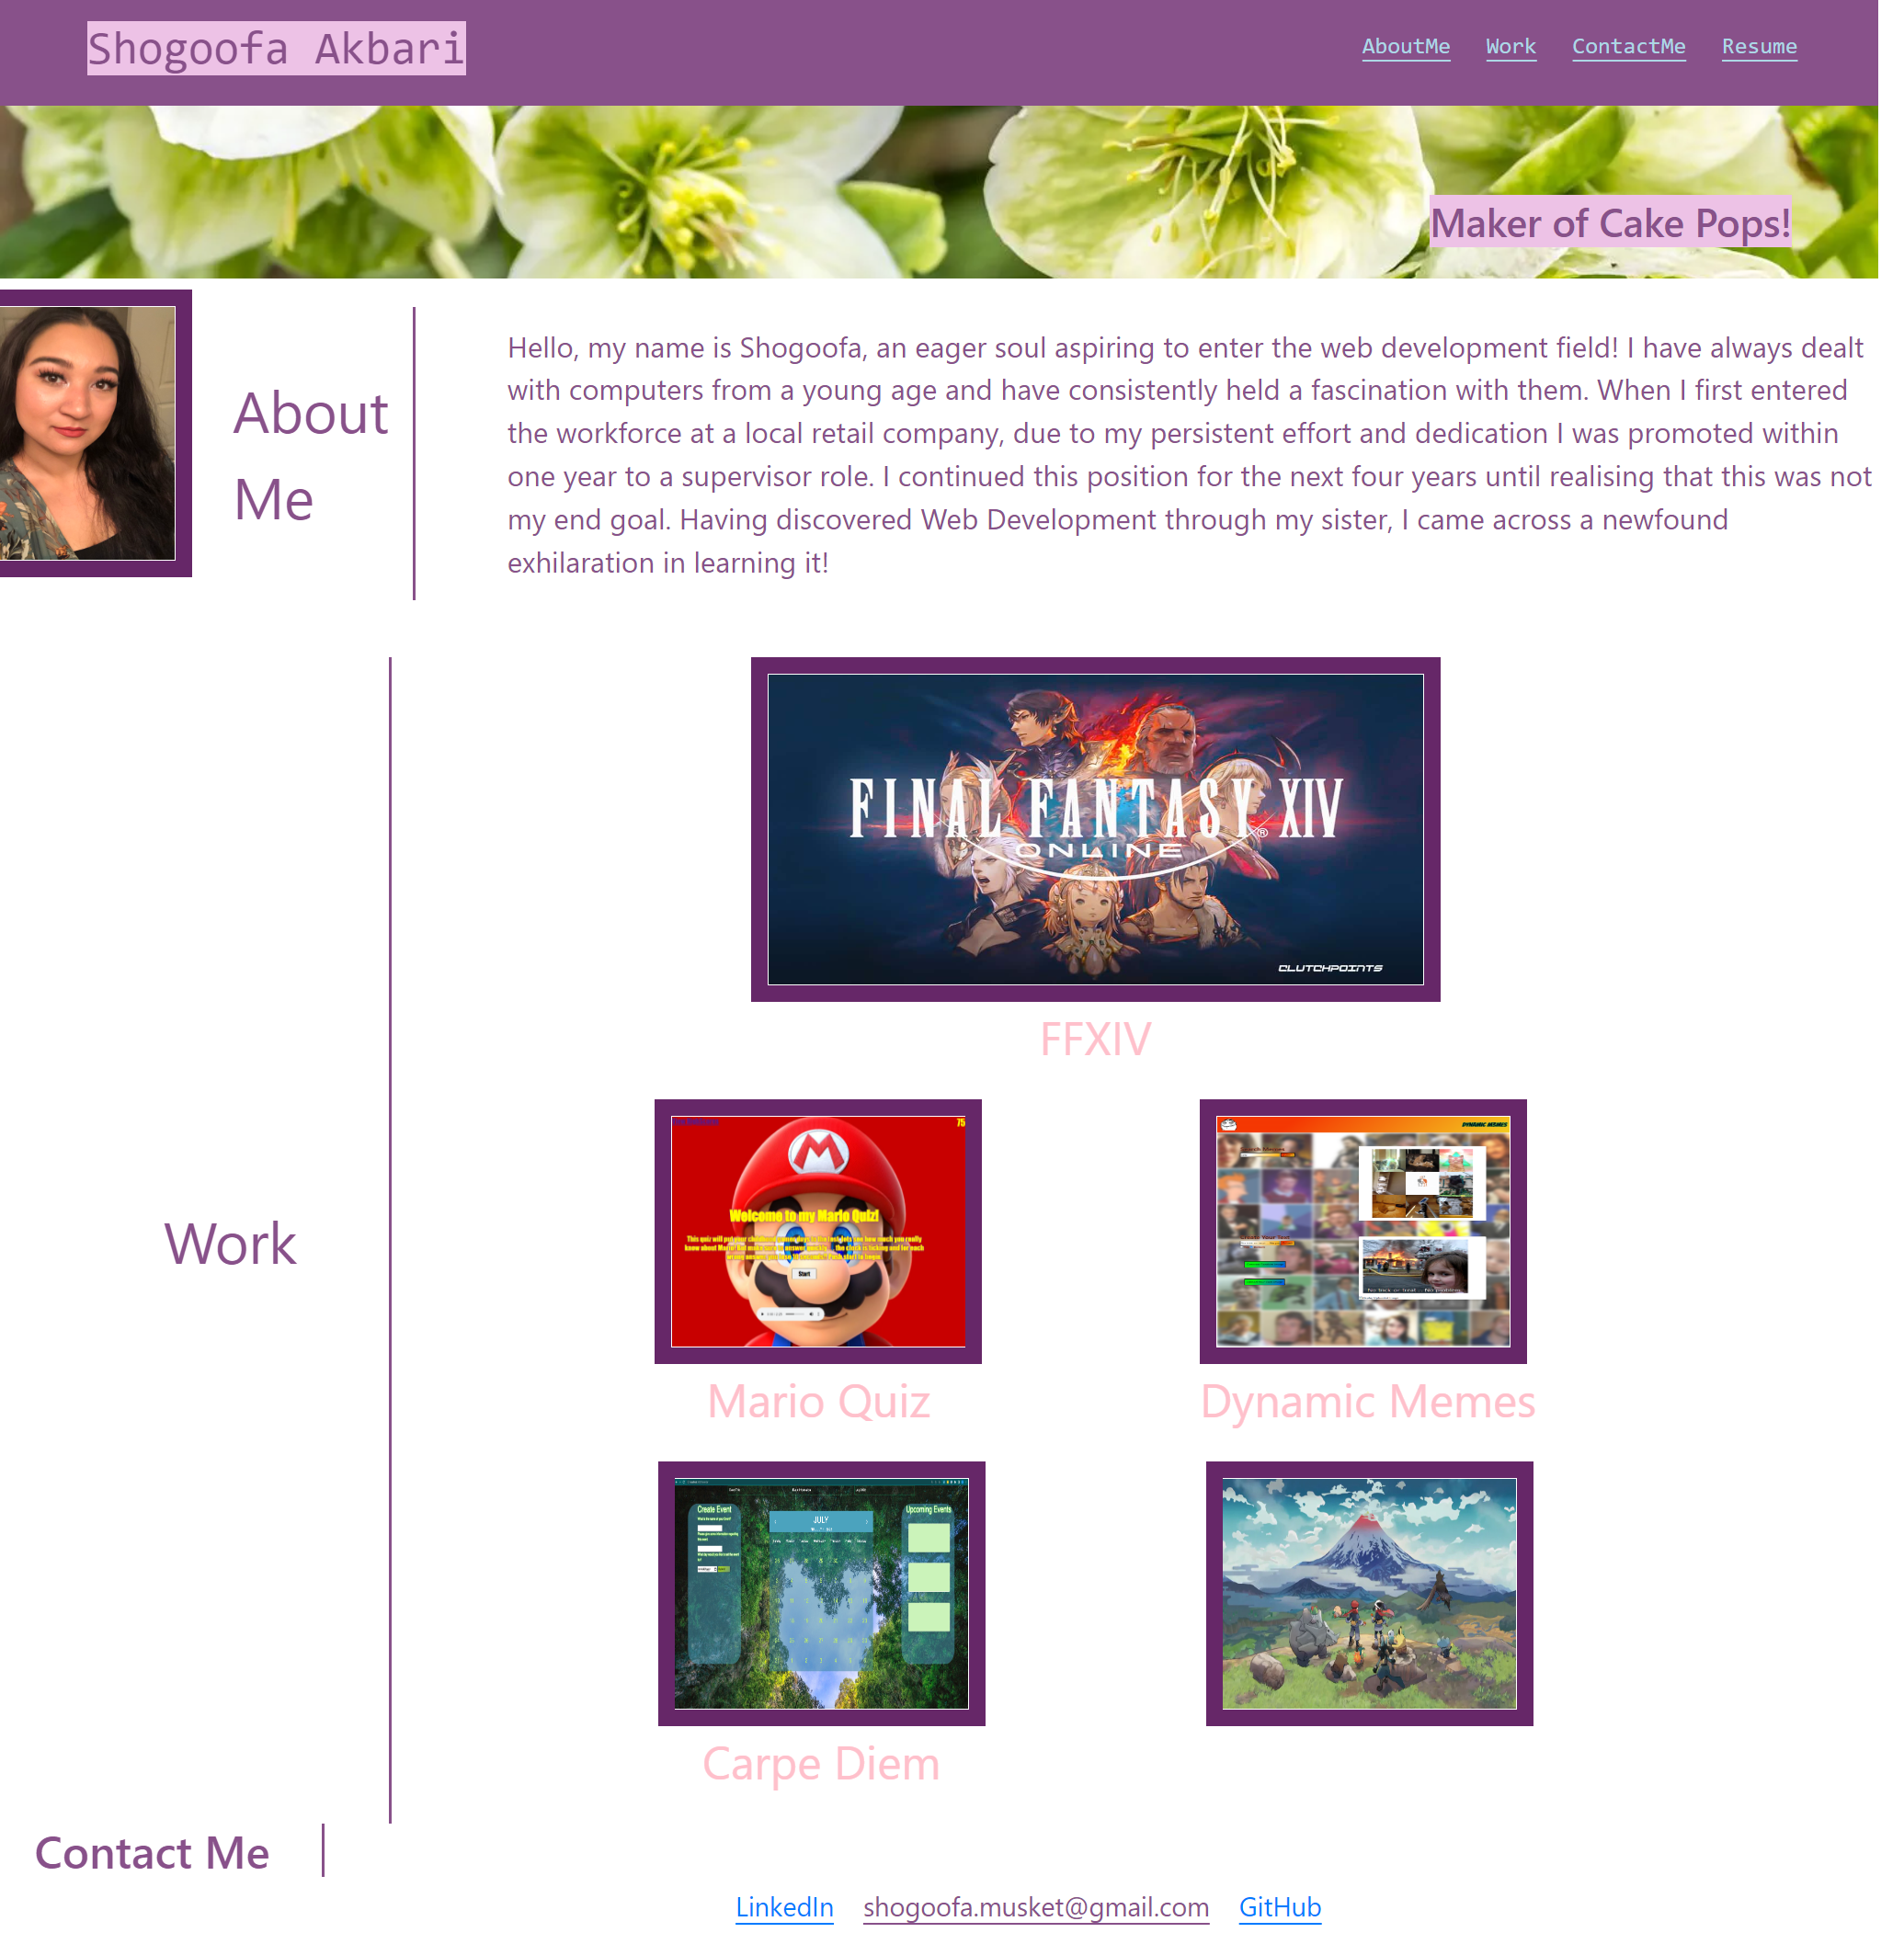 Shogoofa Akbari
AboutMe Work ContactMe Resume
Maker of Cake Pops!
About
Me
Hello, my name is Shogoofa, an eager soul aspiring to enter the web development field! I have always dealt
with computers from a young age and have consistently held a fascination with them. When I first entered
the workforce at a local retail company, due to my persistent effort and dedication I was promoted within
one year to a supervisor role. I continued this position for the next four years until realising that this was not
my end goal. Having discovered Web Development through my sister, I came across a newfound
exhilaration in learning it!
Work
FINAL FANTASY® XIV
ONLINE
CLUTCHPOINTS
FFXIV
75
Welcome to my Mario Quiz!
Start
Mario Quiz
DYNAMIC MEMES
Dynamic Memes
Create Event
JULY
Upcoming Events
Carpe Diem
Contact Me
LinkedIn shogoofa.musket@gmail.com GitHub